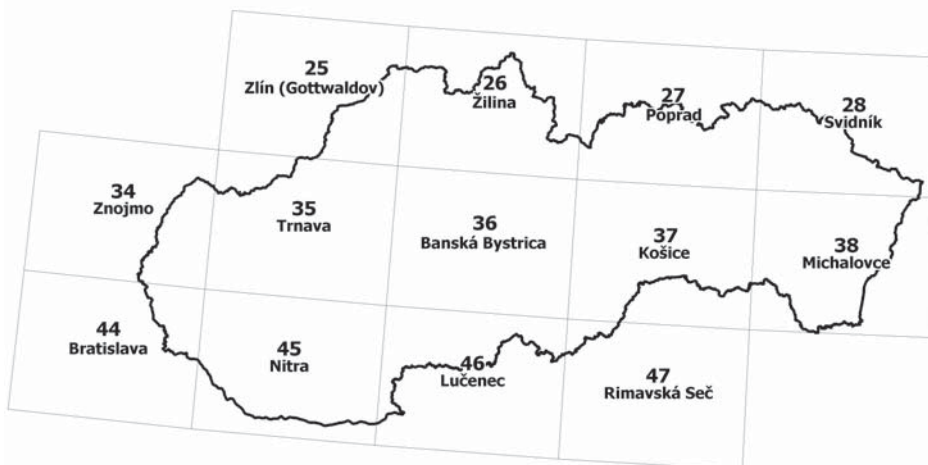 25
Zlín (Gottwaldov)
26
Žilina
27
Poprad
28
Svidník
34
Znojmo
35
Trnava
36
Banská Bystrica
37
Košice
38
Michalovce
44
Bratislava
45
Nitra
46
Lučenec
47
Rimavská Seč